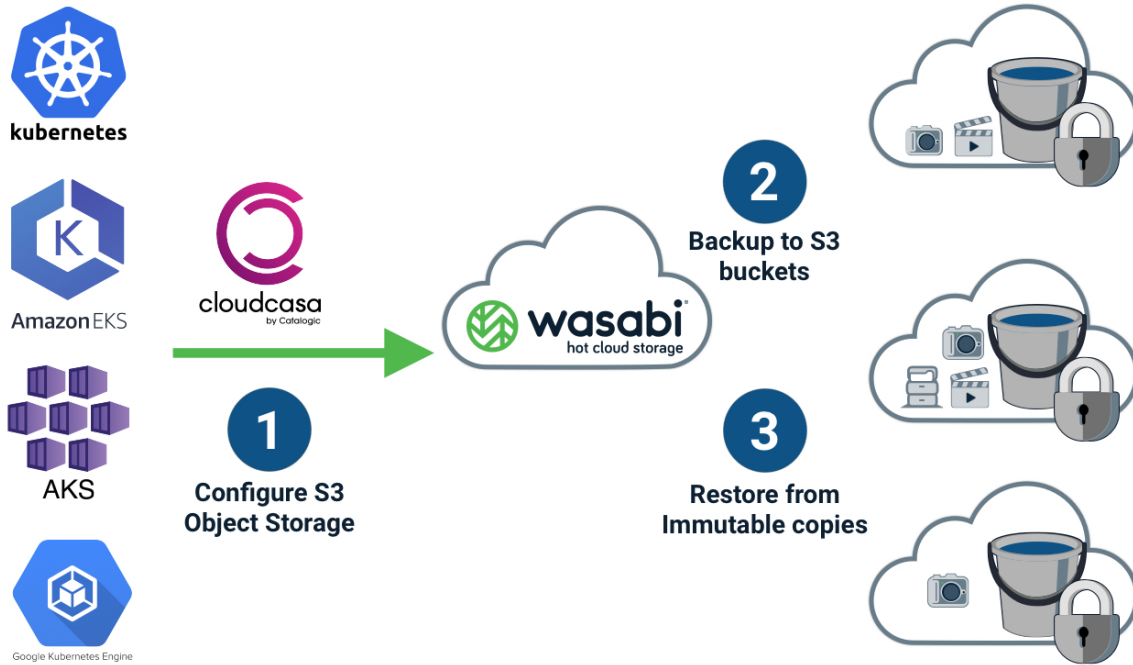 kubernetes
Amazon EKS
AKS
Google Kubernetes Engine
cloudcasa
by Catalogic
1
Configure S3
Object Storage
wasabi
hot cloud storage
2
Backup to S3
buckets
3
Restore from
Immutable copies